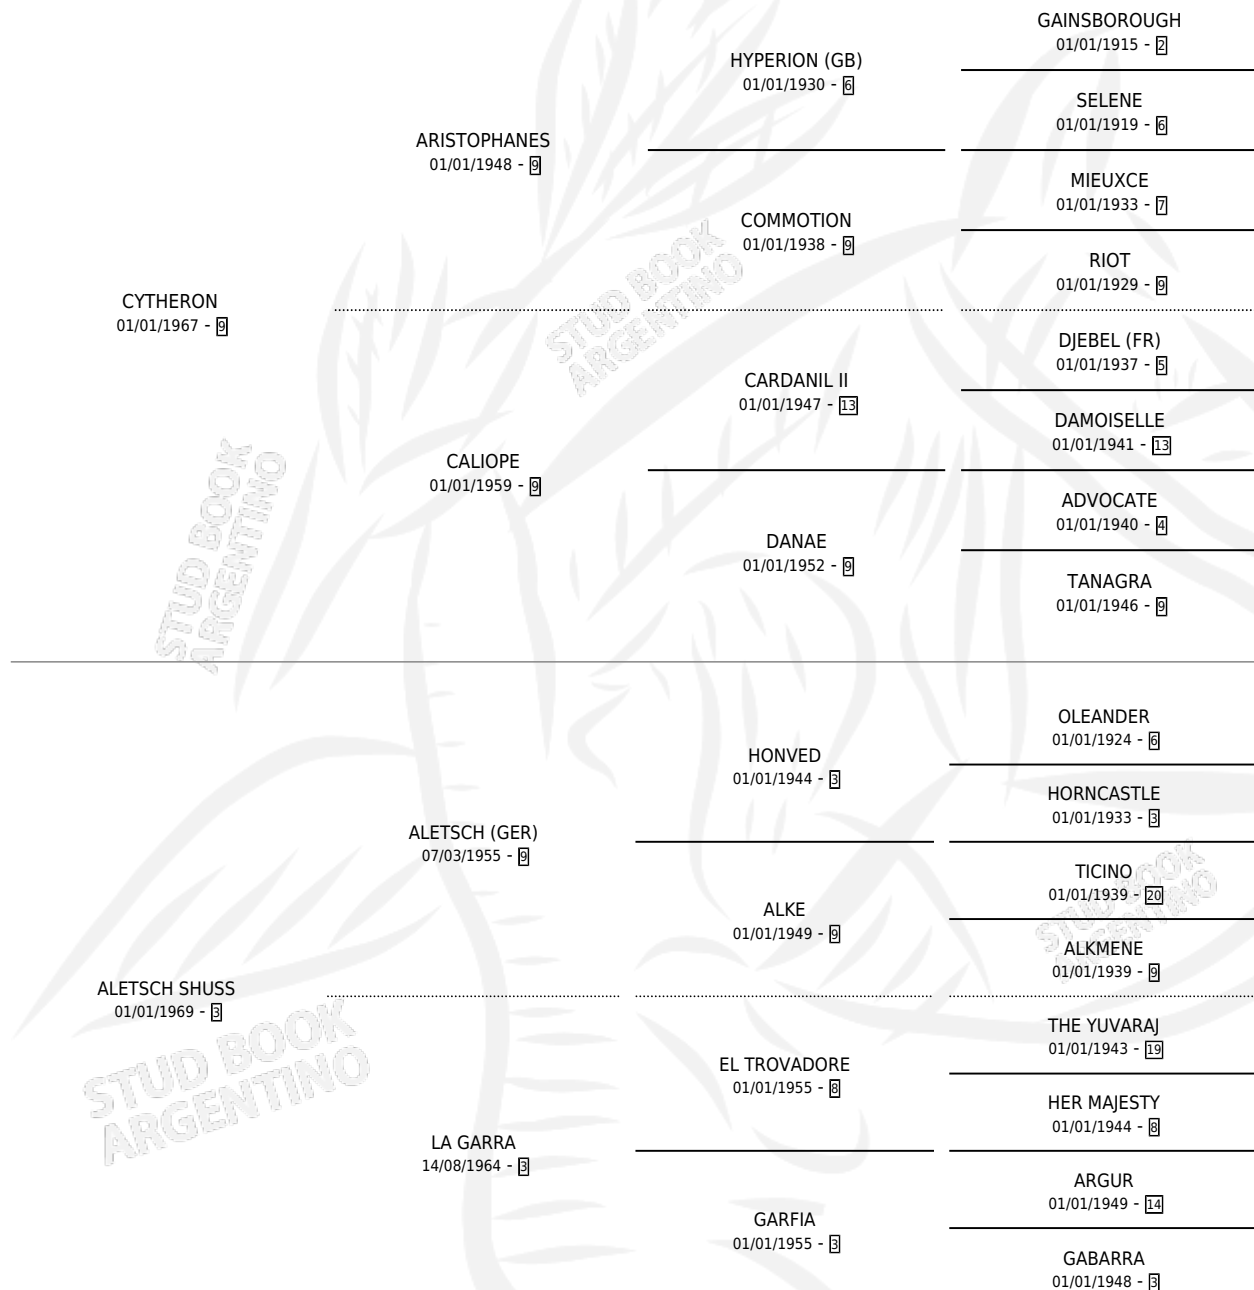 GAINSBOROUGH
01/01/1915 - 2
HYPERION (GB)
01/01/1930 - 6
SELENE
01/01/1919 - 6
ARISTOPHANES
01/01/1948 - 9
MIEUXCE
01/01/1933 - 7
COMMOTION
01/01/1938 - 9
RIOT
01/01/1929 - 9
CYTHERON
01/01/1967 - 9
DJEBEL (FR)
01/01/1937 - 5
CARDANIL II
01/01/1947 - 13
DAMOISELLE
01/01/1941 - 13
CALIOPE
01/01/1959 - 9
ADVOCATE
01/01/1940 - 4
DANAE
01/01/1952 - 9
TANAGRA
01/01/1946 - 9
OLEANDER
01/01/1924 - 6
HONVED
01/01/1944 - 3
HORNCASTLE
01/01/1933 - 3
ALETSCH (GER)
07/03/1955 - 9
TICINO
01/01/1939 - 20
ALKE
01/01/1949 - 9
ALKMENE
01/01/1939 - 9
ALETSCH SHUSS
01/01/1969 - 3
THE YUVARAJ
01/01/1943 - 19
EL TROVADORE
01/01/1955 - 8
HER MAJESTY
01/01/1944 - 8
LA GARRA
14/08/1964 - 3
ARGUR
01/01/1949 - 14
GARFIA
01/01/1955 - 3
GABARRA
01/01/1948 - 3
STUD BOOK
ARGENTINO
STUD BOOK
ARGENTINO
STUD BOOK
ARGENTINO
STUD BOOK
ARGENTINO